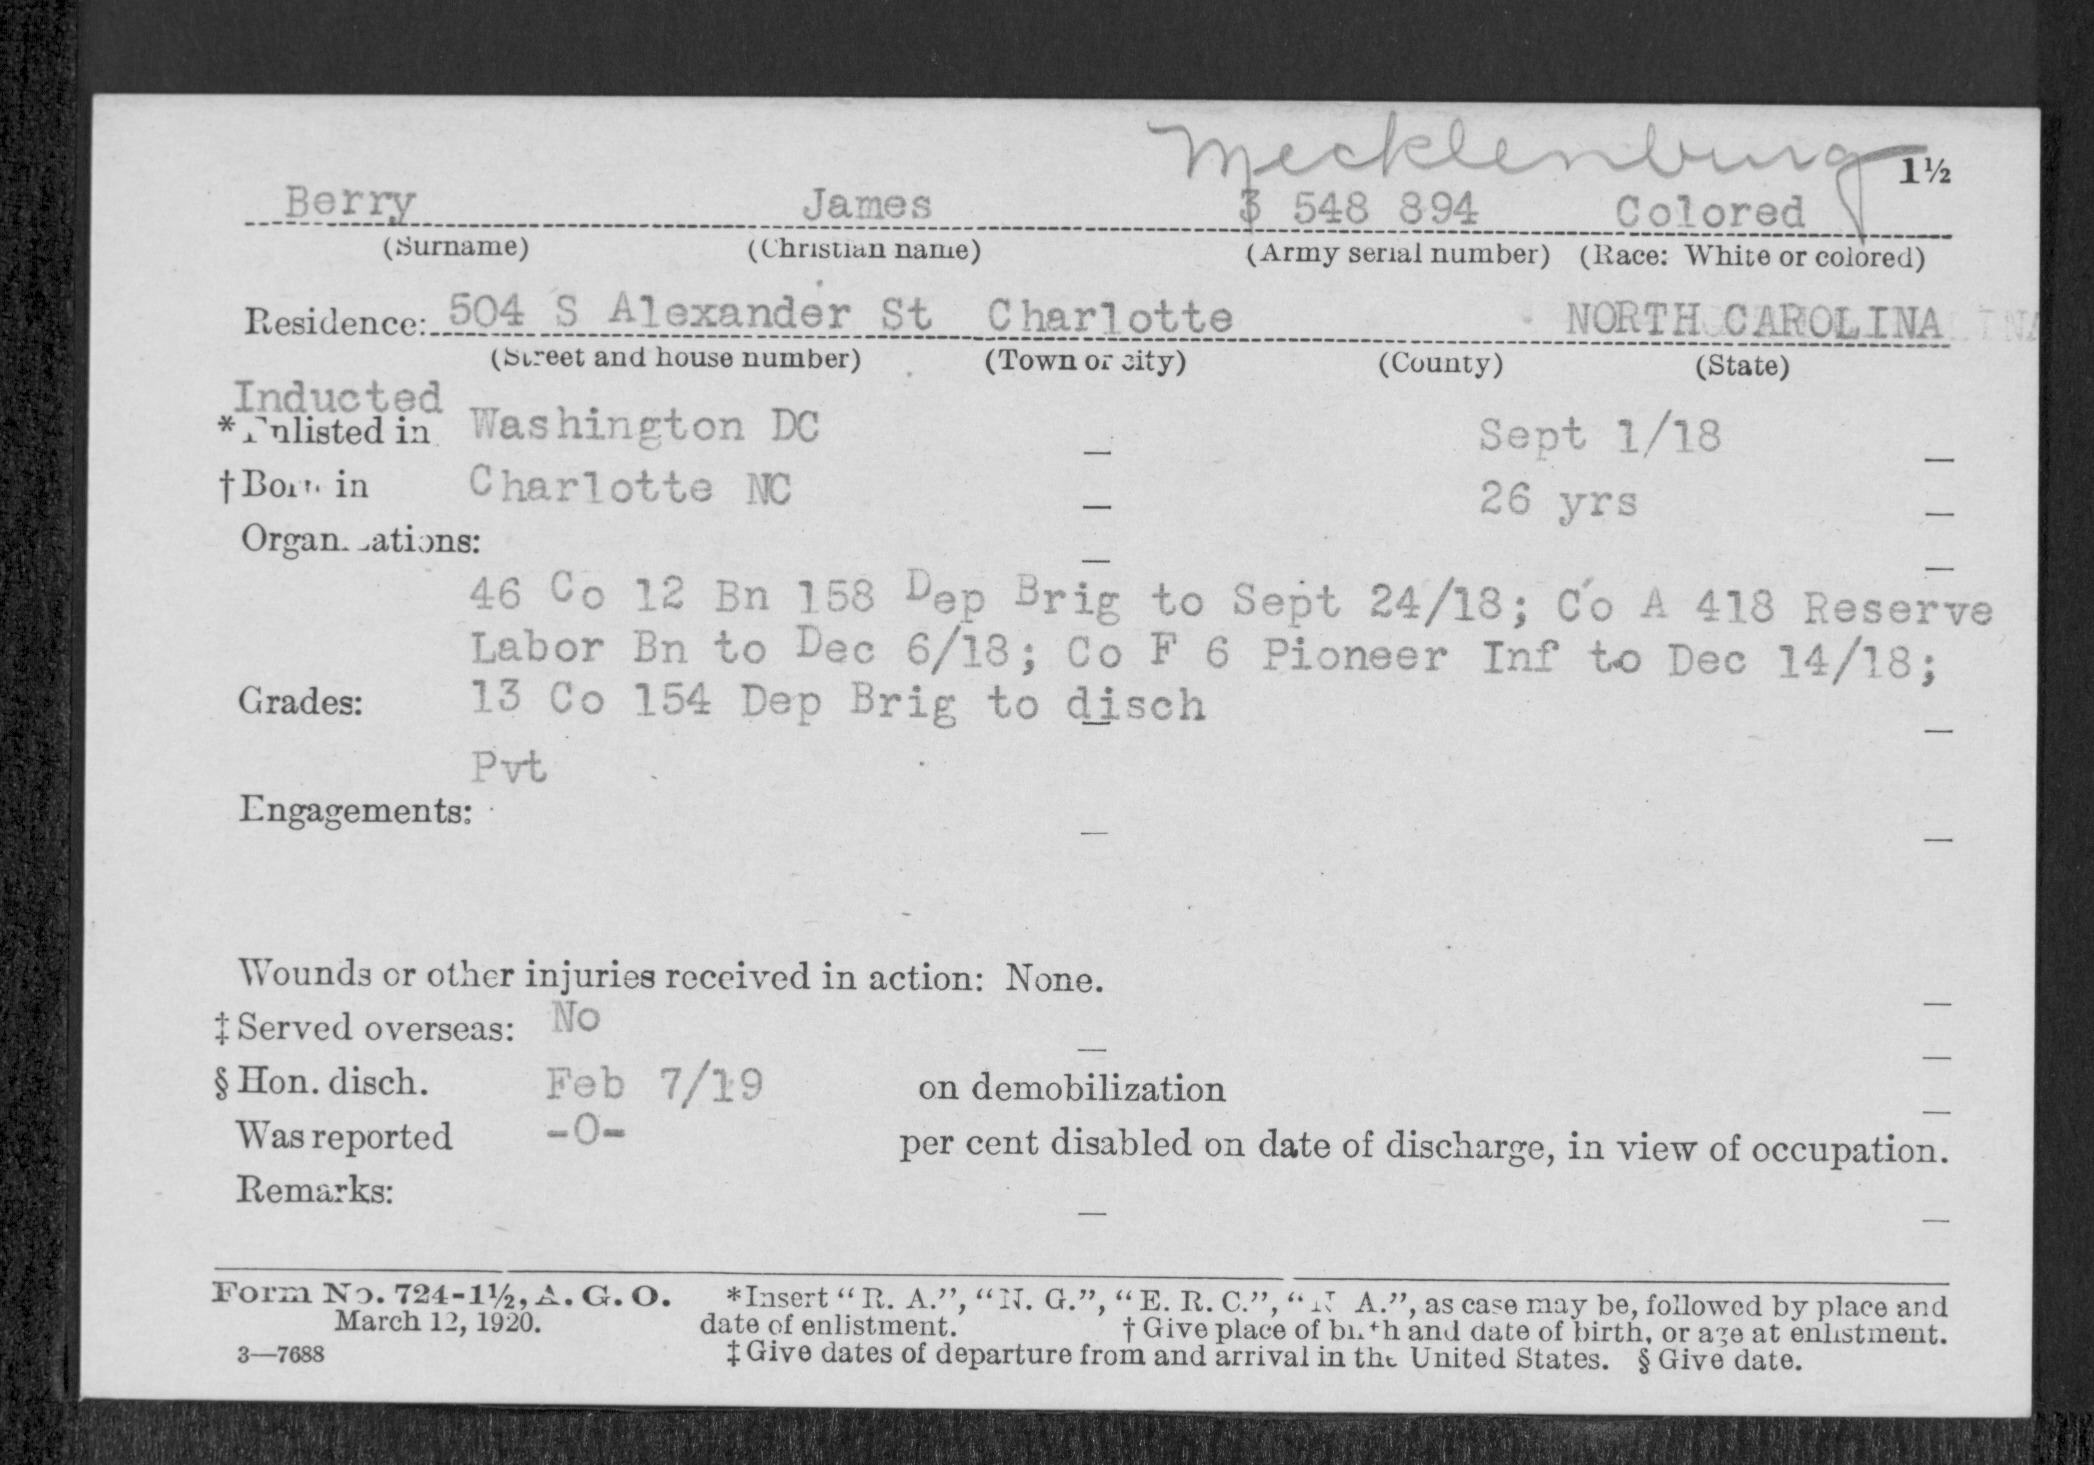 Mecklenburg
1½
Berry James 3 548 894 Colored
(Surname) (Christian name) (Army serial number) (Race: White or colored)
Residence: 504 S Alexander St Charlotte NORTH CAROLINA
(Street and house number) (Town or city) (County) (State)
Inducted
*Enlisted in Washington DC — Sept 1/18 —
†Born in Charlotte NC — 26 yrs —
Organizations: — —
46 Co 12 Bn 158 Dep Brig to Sept 24/18; Co A 418 Reserve
Labor Bn to Dec 6/18; Co F 6 Pioneer Inf to Dec 14/18;
Grades: 13 Co 154 Dep Brig to disch —
Pvt
Engagements: — —
Wounds or other injuries received in action: None. —
‡Served overseas: No — —
§Hon. disch. Feb 7/19 on demobilization —
Was reported -0- per cent disabled on date of discharge, in view of occupation.
Remarks: — —
Form No. 724-1½, A. G. O. *Insert "R. A.", "N. G.", "E. R. C.", "N A.", as case may be, followed by place and
March 12, 1920. date of enlistment. †Give place of birth and date of birth, or age at enlistment.
3—7688 ‡Give dates of departure from and arrival in the United States. §Give date.